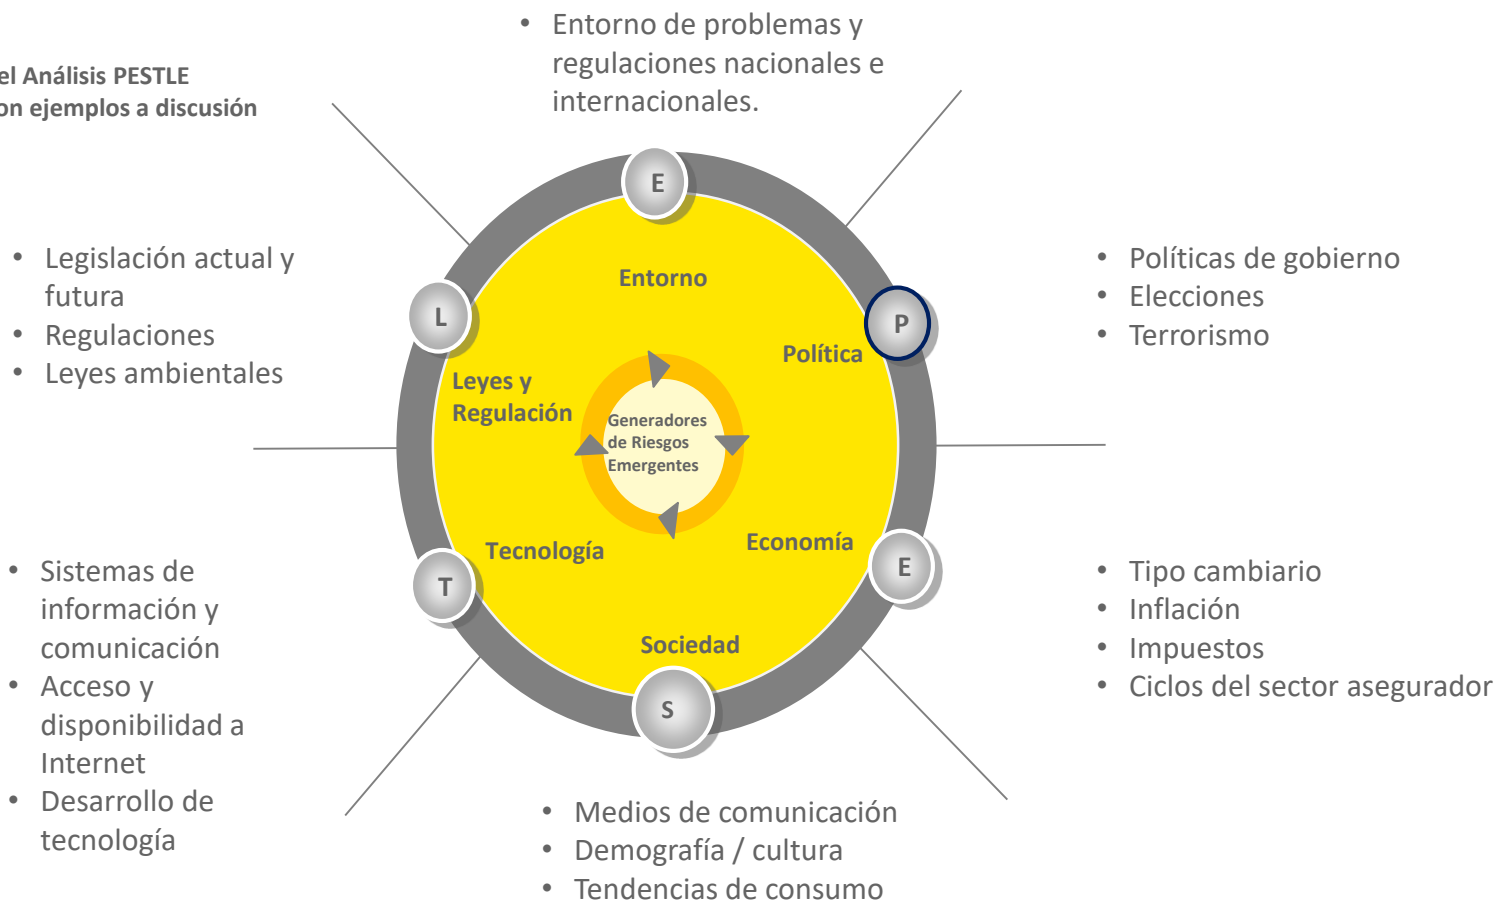 el Análisis PESTLE
on ejemplos a discusión
• Entorno de problemas y
regulaciones nacionales e
internacionales.
• Legislación actual y
futura
• Regulaciones
• Leyes ambientales
• Políticas de gobierno
• Elecciones
• Terrorismo
E
Entorno
L
Leyes y
Regulación
P
Política
Generadores
de Riesgos
Emergentes
Tecnología
T
Economía
E
Sociedad
S
• Sistemas de
información y
comunicación
• Acceso y
disponibilidad a
Internet
• Desarrollo de
tecnología
• Tipo cambiario
• Inflación
• Impuestos
• Ciclos del sector asegurador
• Medios de comunicación
• Demografía / cultura
• Tendencias de consumo